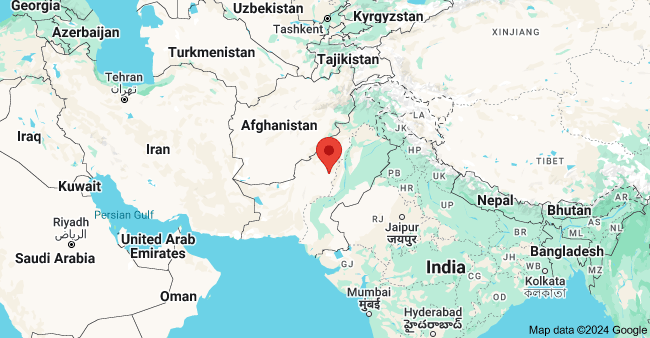 Georgia
Uzbekistan
Kyrgyzstan
Azerbaijan
Tashkent
XINJIANG
Turkmenistan
Tajikistan
Tehran
تهران
Afghanistan
LA
JK
Iraq
Iran
HP
TIBET
PB
UK
Kuwait
HR
Nepal
AR
Persian Gulf
UP
Bhutan
Riyadh
الرياض
RJ
Jaipur
जयपुर
AS
NL
BR
ML
United Arab
Emirates
Bangladesh
Saudi Arabia
JH
GJ
India
WB
MZ
CG
Kolkata
কলকাতা
Oman
OD
Mumbai
मुंबई
Hyderabad
హైదరాబాద్
Map data ©2024 Google